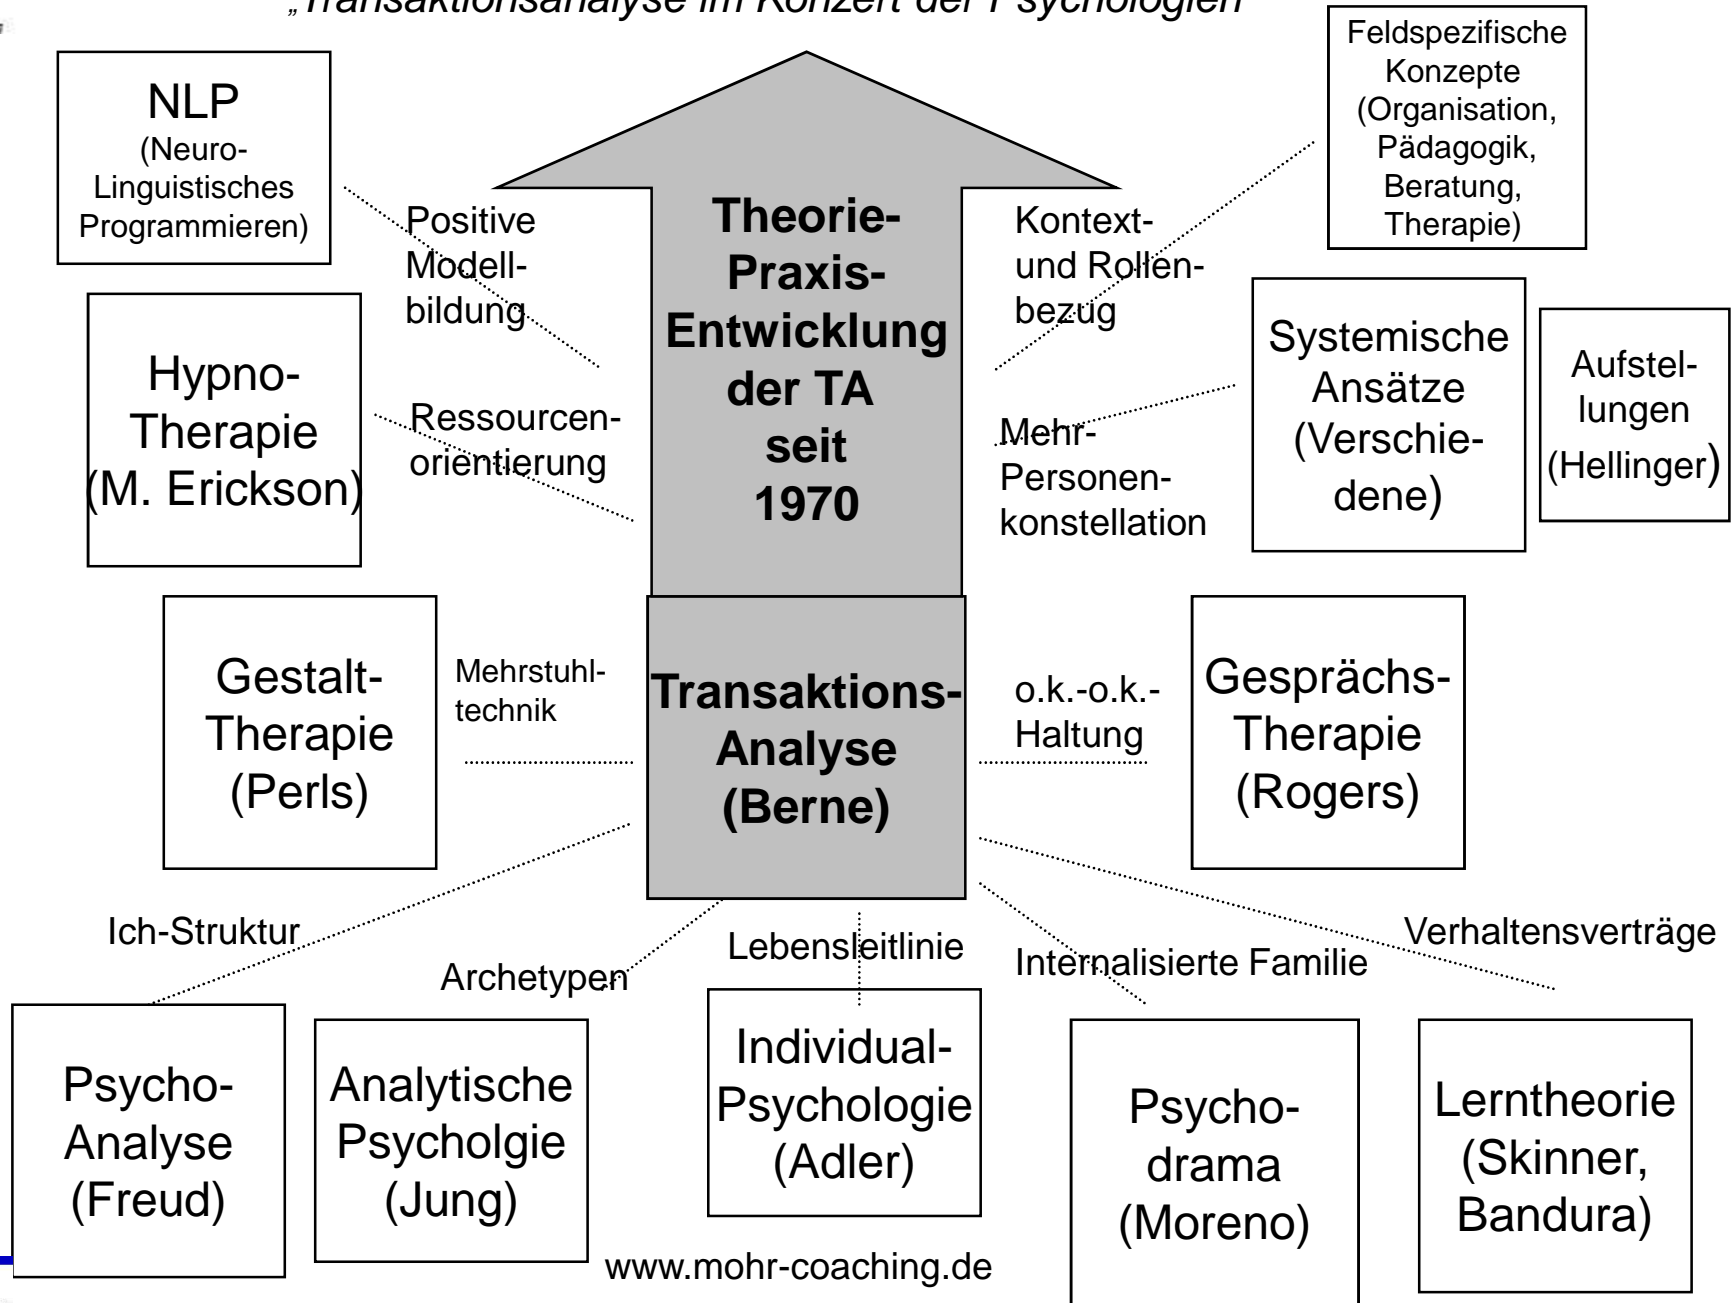 „Transaktionsanalyse im Konzert der Psychologien“
NLP
(Neuro-
Linguistisches
Programmieren)
Positive
Modell-
bildung
Theorie-
Praxis-
Entwicklung
der TA
seit
1970
Kontext-
und Rollen-
bezug
Feldspezifische
Konzepte
(Organisation,
Pädagogik,
Beratung,
Therapie)
Hypno-
Therapie
(M. Erickson)
Ressourcen-
orientierung
Mehr-
Personen-
konstellation
Systemische
Ansätze
(Verschie-
dene)
Aufstel-
lungen
(Hellinger)
Gestalt-
Therapie
(Perls)
Mehrstuhl-
technik
Transaktions-
Analyse
(Berne)
o.k.-o.k.-
Haltung
Gesprächs-
Therapie
(Rogers)
Ich-Struktur
Archetypen
Lebensleitlinie
Internalisierte Familie
Verhaltensverträge
Psycho-
Analyse
(Freud)
Analytische
Psycholgie
(Jung)
Individual-
Psychologie
(Adler)
Psycho-
drama
(Moreno)
Lerntheorie
(Skinner,
Bandura)
www.mohr-coaching.de